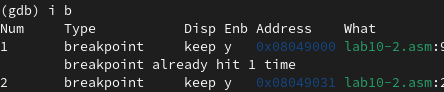 (gdb) i b
Num     Type           Disp Enb Address    What
1       breakpoint     keep y   0x08049000 lab10-2.asm:9
        breakpoint already hit 1 time
2       breakpoint     keep y   0x08049031 lab10-2.asm:2